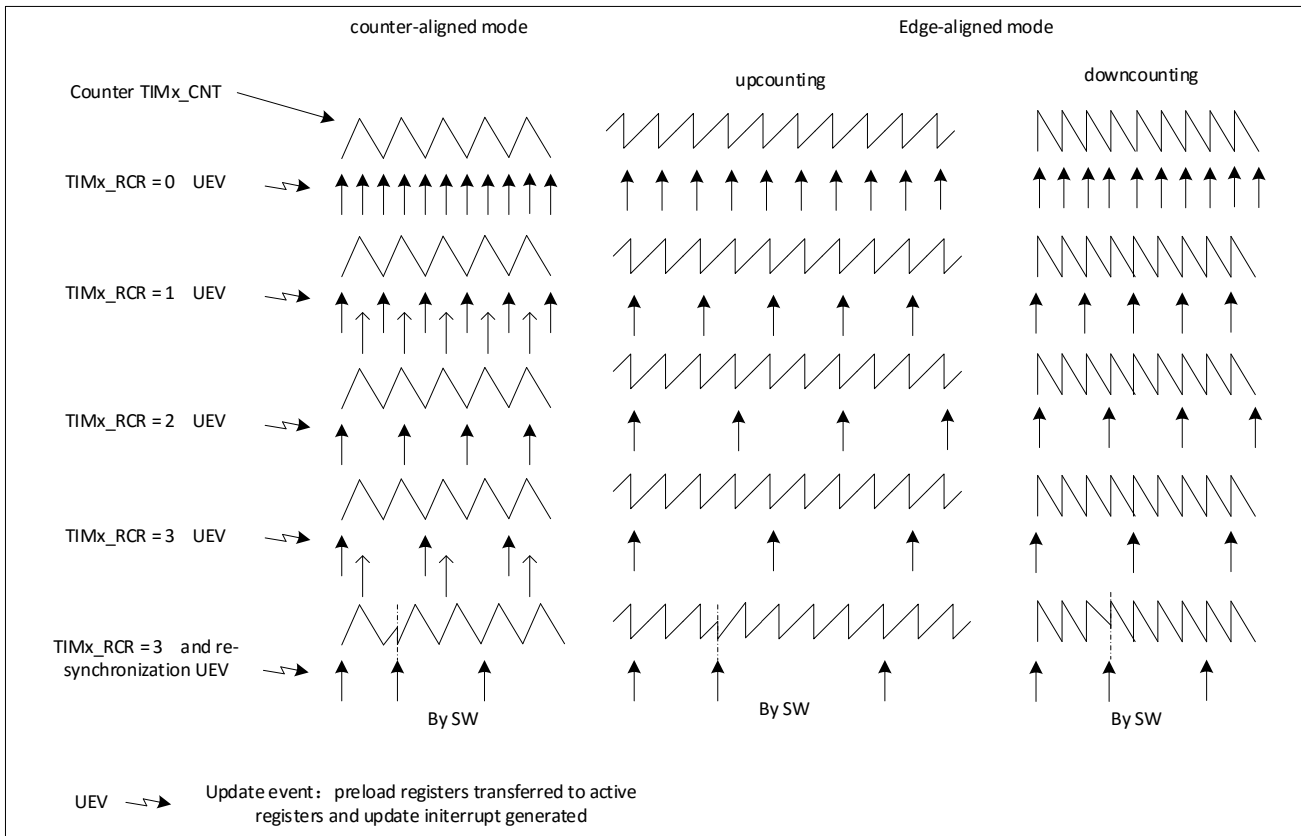 counter-aligned mode
Edge-aligned mode
upcounting
downcounting
Counter TIMx_CNT
TIMx_RCR = 0 UEV
TIMx_RCR = 1 UEV
TIMx_RCR = 2 UEV
TIMx_RCR = 3 UEV
TIMx_RCR = 3 and re-
synchronization UEV
By SW
By SW
By SW
UEV
Update event：preload registers transferred to active
registers and update initerrupt generated